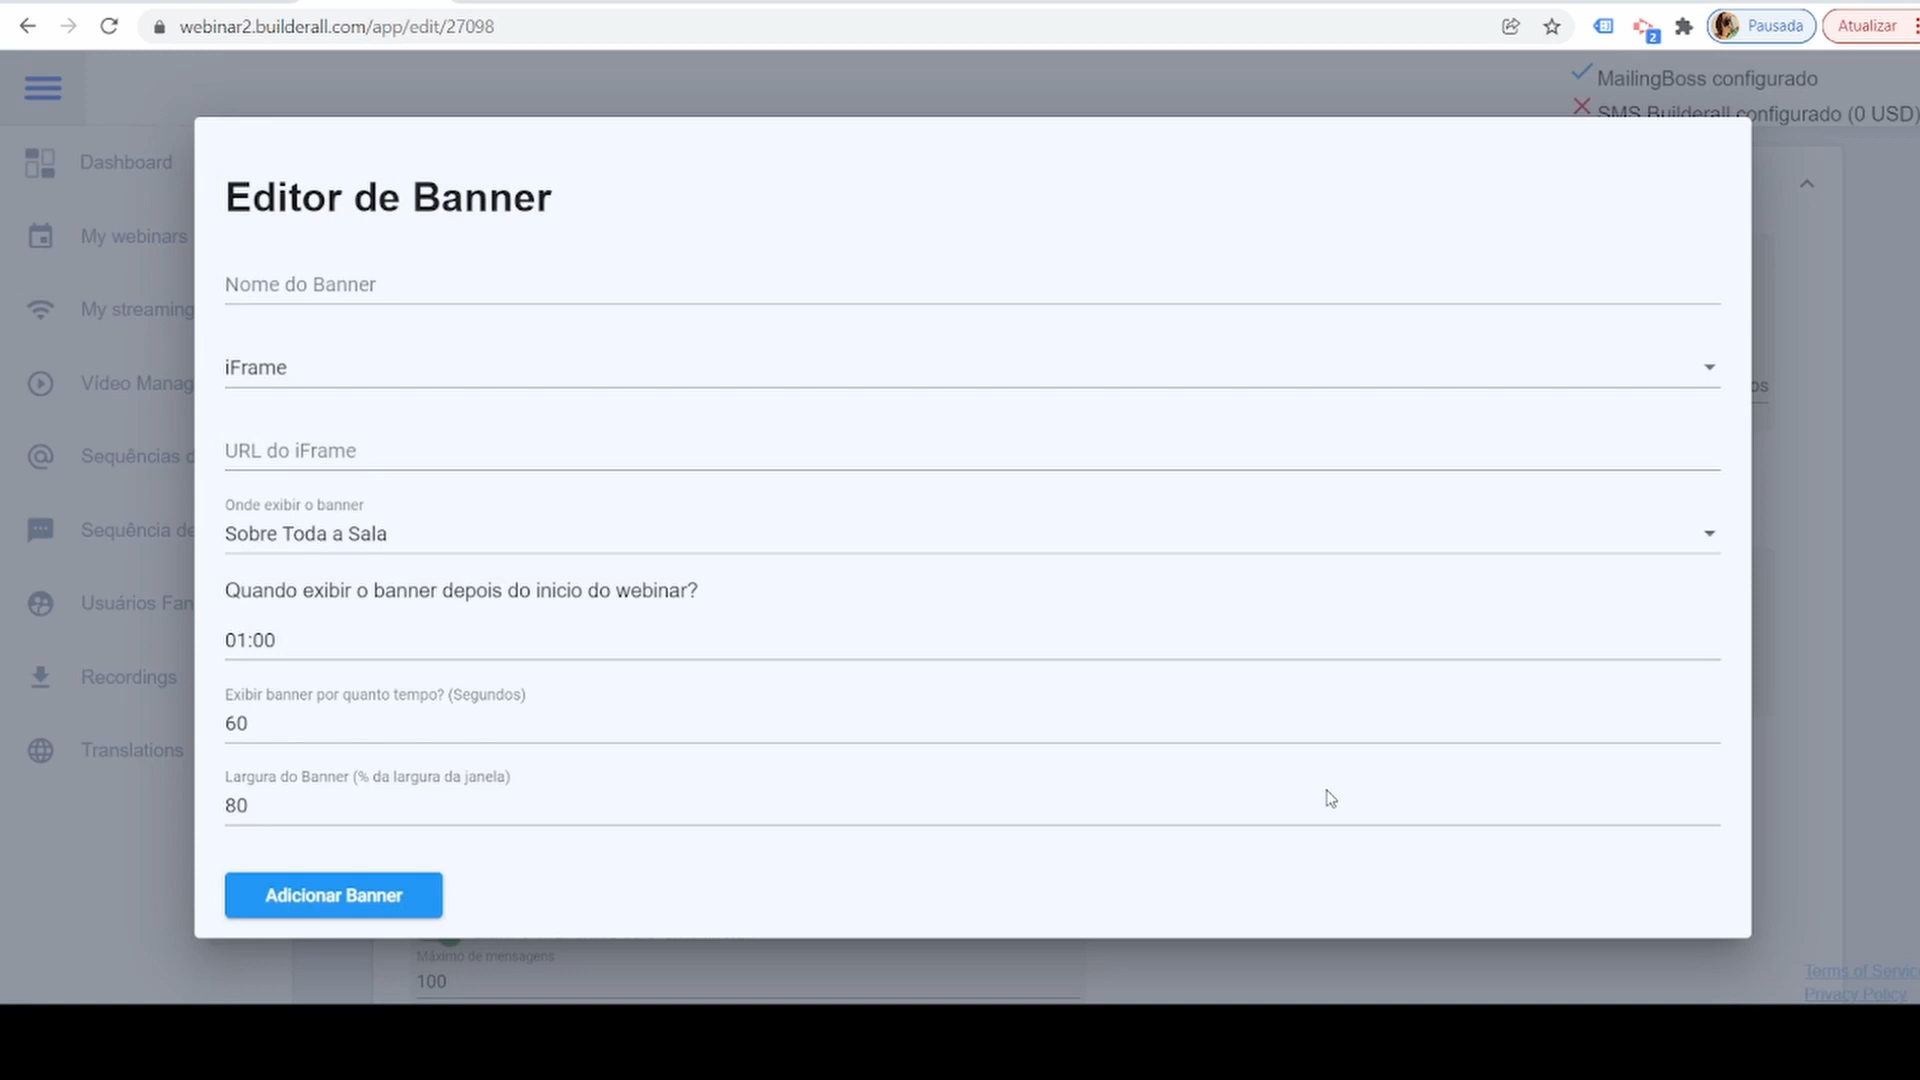 webinar2.builderall.com/app/edit/27098
2
Pausada
Atualizar
MailingBoss configurado
SMS Builderall configurado (0 USD)
Dashboard
My webinars
My streaming
Vídeo Manag
Sequências d
Sequência de
Usuários Fan
Recordings
Translations
Editor de Banner
Nome do Banner
iFrame
os
URL do iFrame
Onde exibir o banner
Sobre Toda a Sala
Quando exibir o banner depois do inicio do webinar?
01:00
Exibir banner por quanto tempo? (Segundos)
60
Largura do Banner (% da largura da janela)
80
Adicionar Banner
Máximo de mensagens
100
Terms of Servic
Privacy Policy